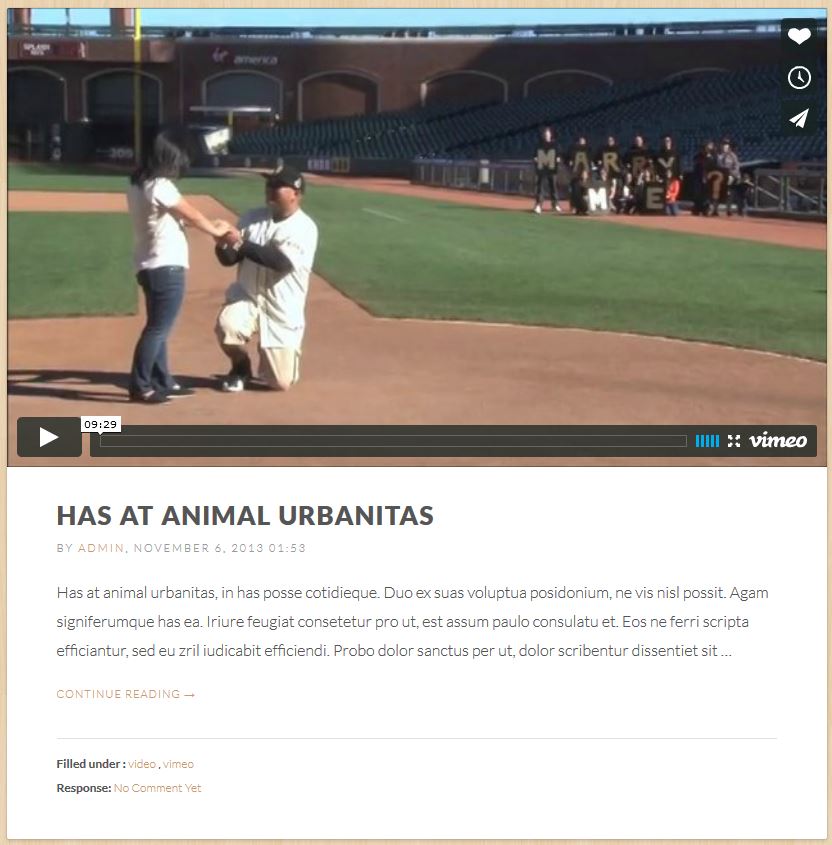 SPLASH
HITS
Virgin america
309
MARRY
ME ?
09:29
vimeo
HAS AT ANIMAL URBANITAS
BY ADMIN, NOVEMBER 6, 2013 01:53
Has at animal urbanitas, in has posse cotidieque. Duo ex suas voluptua posidonium, ne vis nisl possit. Agam
signiferumque has ea. Iriure feugiat consetetur pro ut, est assum paulo consulatu et. Eos ne ferri scripta
efficiantur, sed eu zril iudicabit efficiendi. Probo dolor sanctus per ut, dolor scribentur dissentiet sit ...
CONTINUE READING →
Filled under : video , vimeo
Response: No Comment Yet